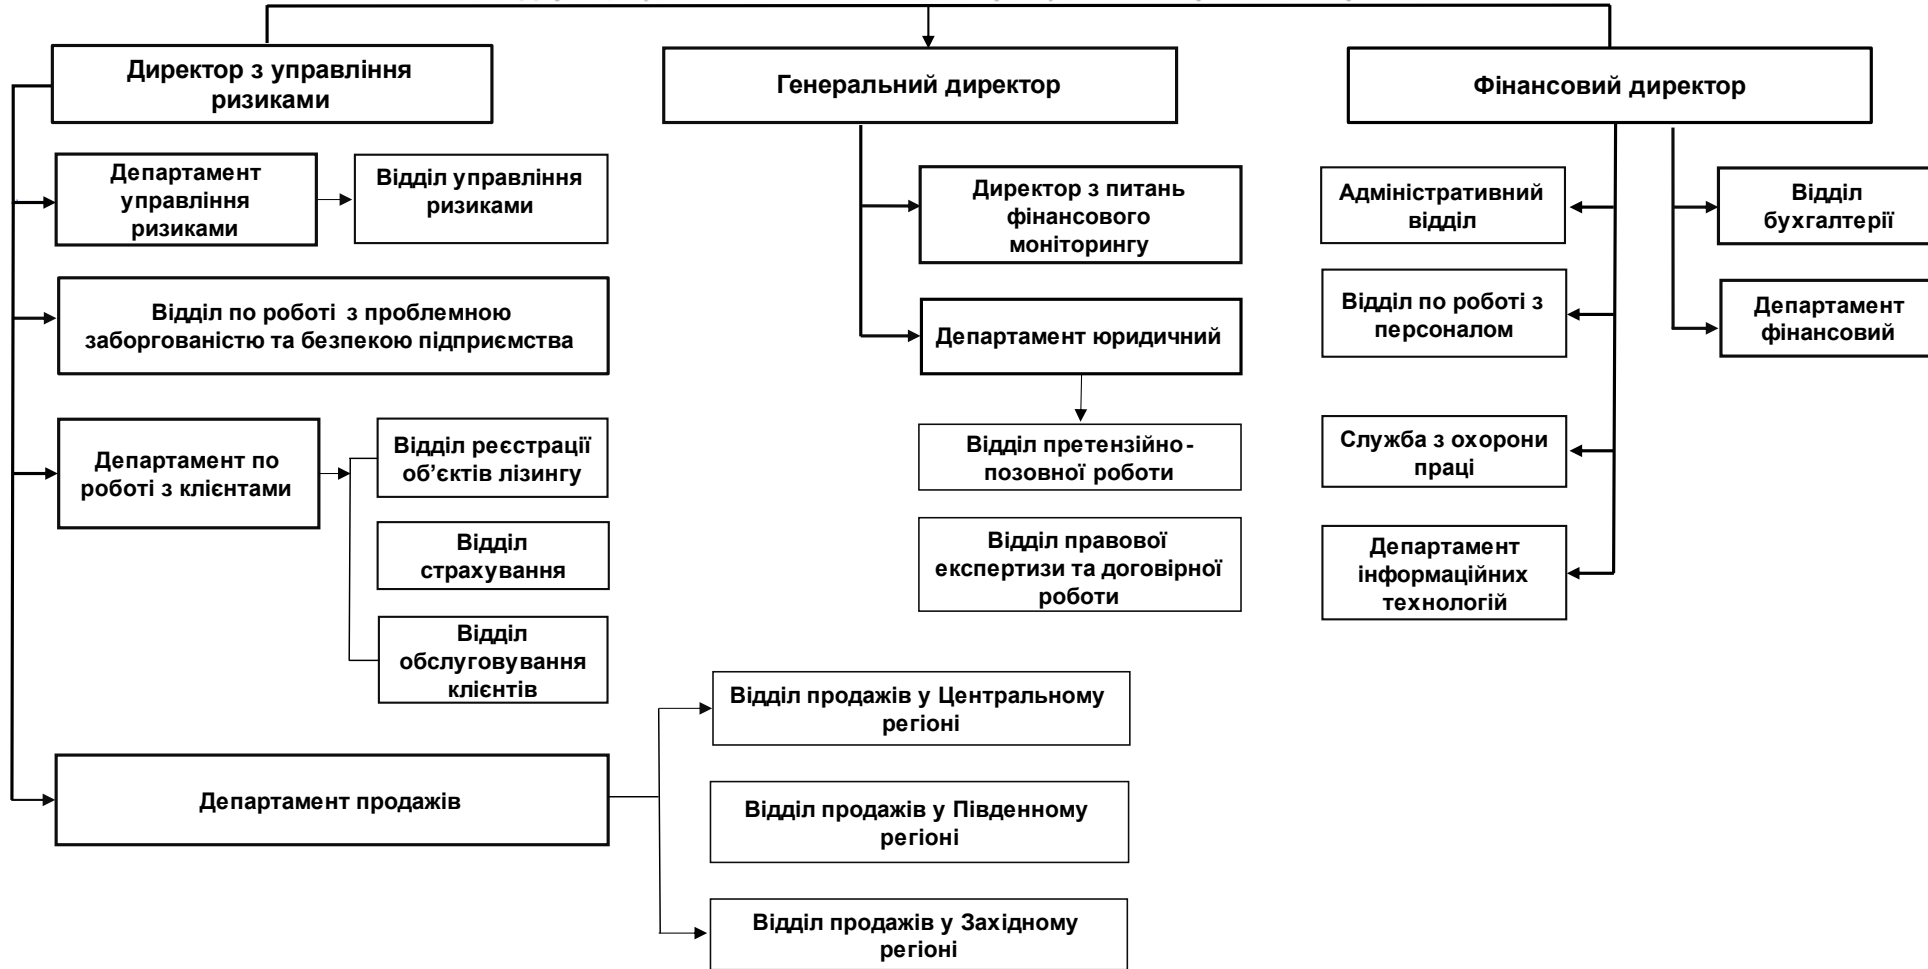 Директор з управління
ризиками
Генеральний директор
Фінансовий директор
Департамент
управління
ризиками
Відділ управління
ризиками
Директор з питань
фінансового
моніторингу
Адміністративний
відділ
Відділ
бухгалтерії
Відділ по роботі з проблемною
заборгованістю та безпекою підприємства
Департамент юридичний
Відділ по роботі з
персоналом
Департамент
фінансовий
Департамент по
роботі з клієнтами
Відділ реєстрації
об’єктів лізингу
Відділ
страхування
Відділ
обслуговування
клієнтів
Відділ претензійно-
позовної роботи
Відділ правової
експертизи та договірної
роботи
Служба з охорони
праці
Департамент
інформаційних
технологій
Департамент продажів
Відділ продажів у Центральному
регіоні
Відділ продажів у Південному
регіоні
Відділ продажів у Західному
регіоні